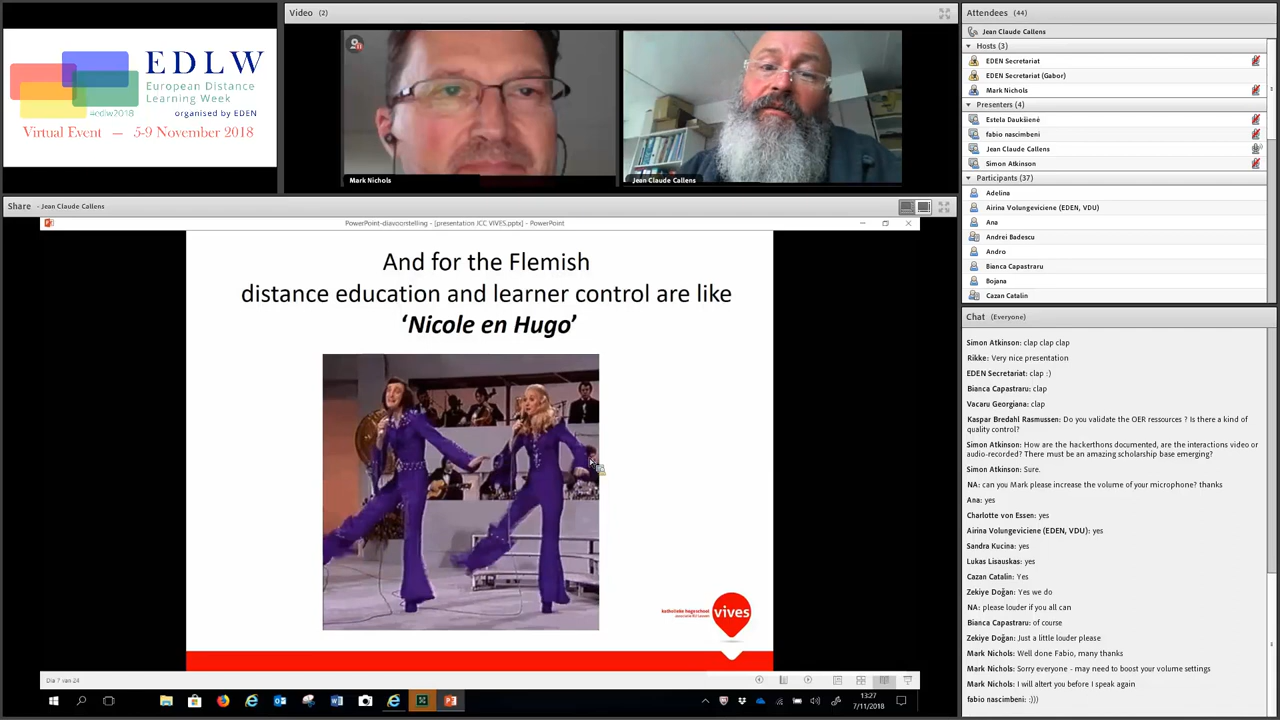 EDLW
European Distance
Learning Week
#edlw2018
organised by EDEN
Virtual Event — 5-9 November 2018
Video (2)
Mark Nichols
Jean Claude Callens
Share - Jean Claude Callens
PowerPoint-diavoorstelling - [presentation JCC VIVES.pptx] - PowerPoint
And for the Flemish
distance education and learner control are like
‘Nicole en Hugo’
katholieke hogeschool
vives
Dia 7 van 24
13:27
7/11/2018
Attendees (44)
Jean Claude Callens
Hosts (3)
EDEN Secretariat
EDEN Secretariat (Gabor)
Mark Nichols
Presenters (4)
Estela Daukšienė
fabio nascimbeni
Jean Claude Callens
Simon Atkinson
Participants (37)
Adelina
Airina Volungeviciene (EDEN, VDU)
Ana
Andrei Badescu
Andro
Bianca Capastraru
Bojana
Cazan Catalin
Chat (Everyone)
Simon Atkinson: clap clap clap
Rikke: Very nice presentation
EDEN Secretariat: clap :)
Bianca Capastraru: clap
Vacaru Georgiana: clap
Kaspar Bredahl Rasmussen: Do you validate the OER ressources ? Is there a kind of
quality control?
Simon Atkinson: How are the hackerthons documented, are the interactions video or
audio-recorded? There must be an amazing scholarship base emerging?
Simon Atkinson: Sure.
NA: can you Mark please increase the volume of your microphone? thanks
Ana: yes
Charlotte von Essen: yes
Airina Volungeviciene (EDEN, VDU): yes
Sandra Kucina: yes
Lukas Lisauskas: yes
Cazan Catalin: Yes
Zekiye Doğan: Yes we do
NA: please louder if you all can
Bianca Capastraru: of course
Zekiye Doğan: Just a little louder please
Mark Nichols: Well done Fabio, many thanks
Mark Nichols: Sorry everyone - may need to boost your volume settings
Mark Nichols: I will altert you before I speak again
fabio nascimbeni: :)))